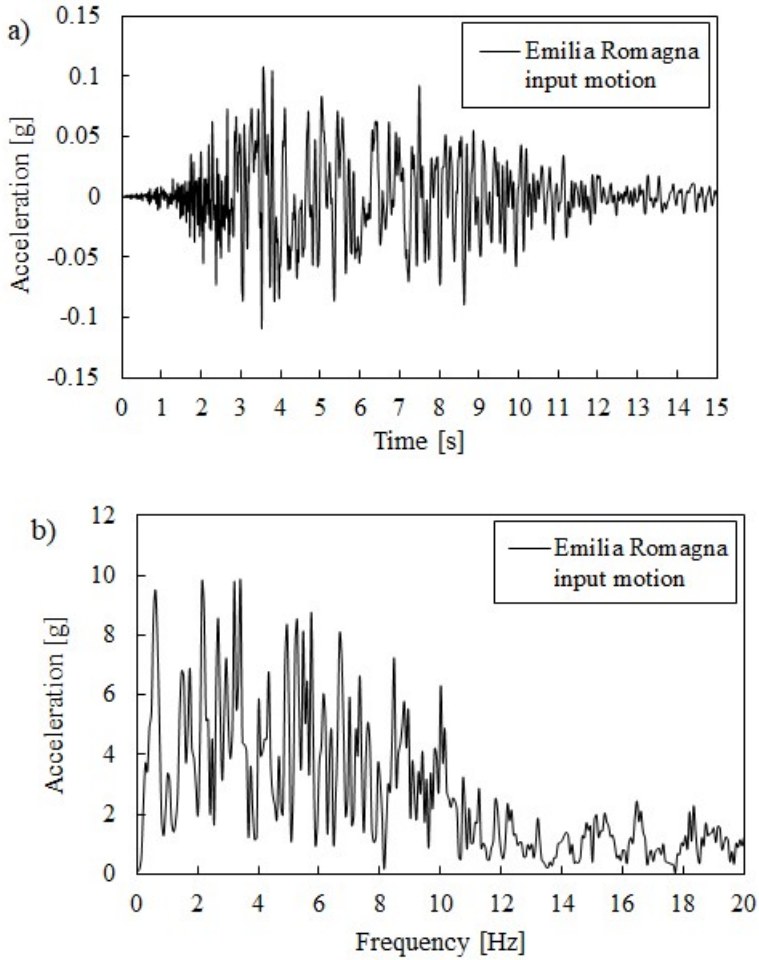 a)
0.15
0.1
0.05
0
-0.05
-0.1
-0.15
Acceleration [g]
Emilia Romagna
input motion
0 1 2 3 4 5 6 7 8 9 10 11 12 13 14 15
Time [s]
b)
12
10
8
6
4
2
0
Acceleration [g]
Emilia Romagna
input motion
0 2 4 6 8 10 12 14 16 18 20
Frequency [Hz]